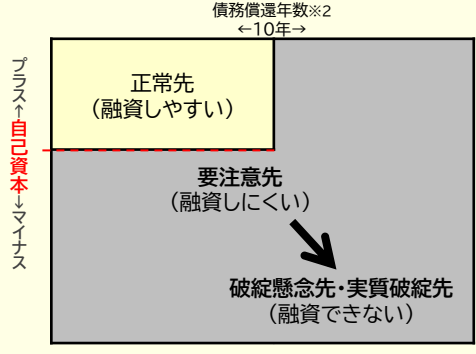 債務償還年数※2
←10年→
プラス↑自己資本↓マイナス
正常先
（融資しやすい）
要注意先
（融資しにくい）
破綻懸念先・実質破綻先
（融資できない）